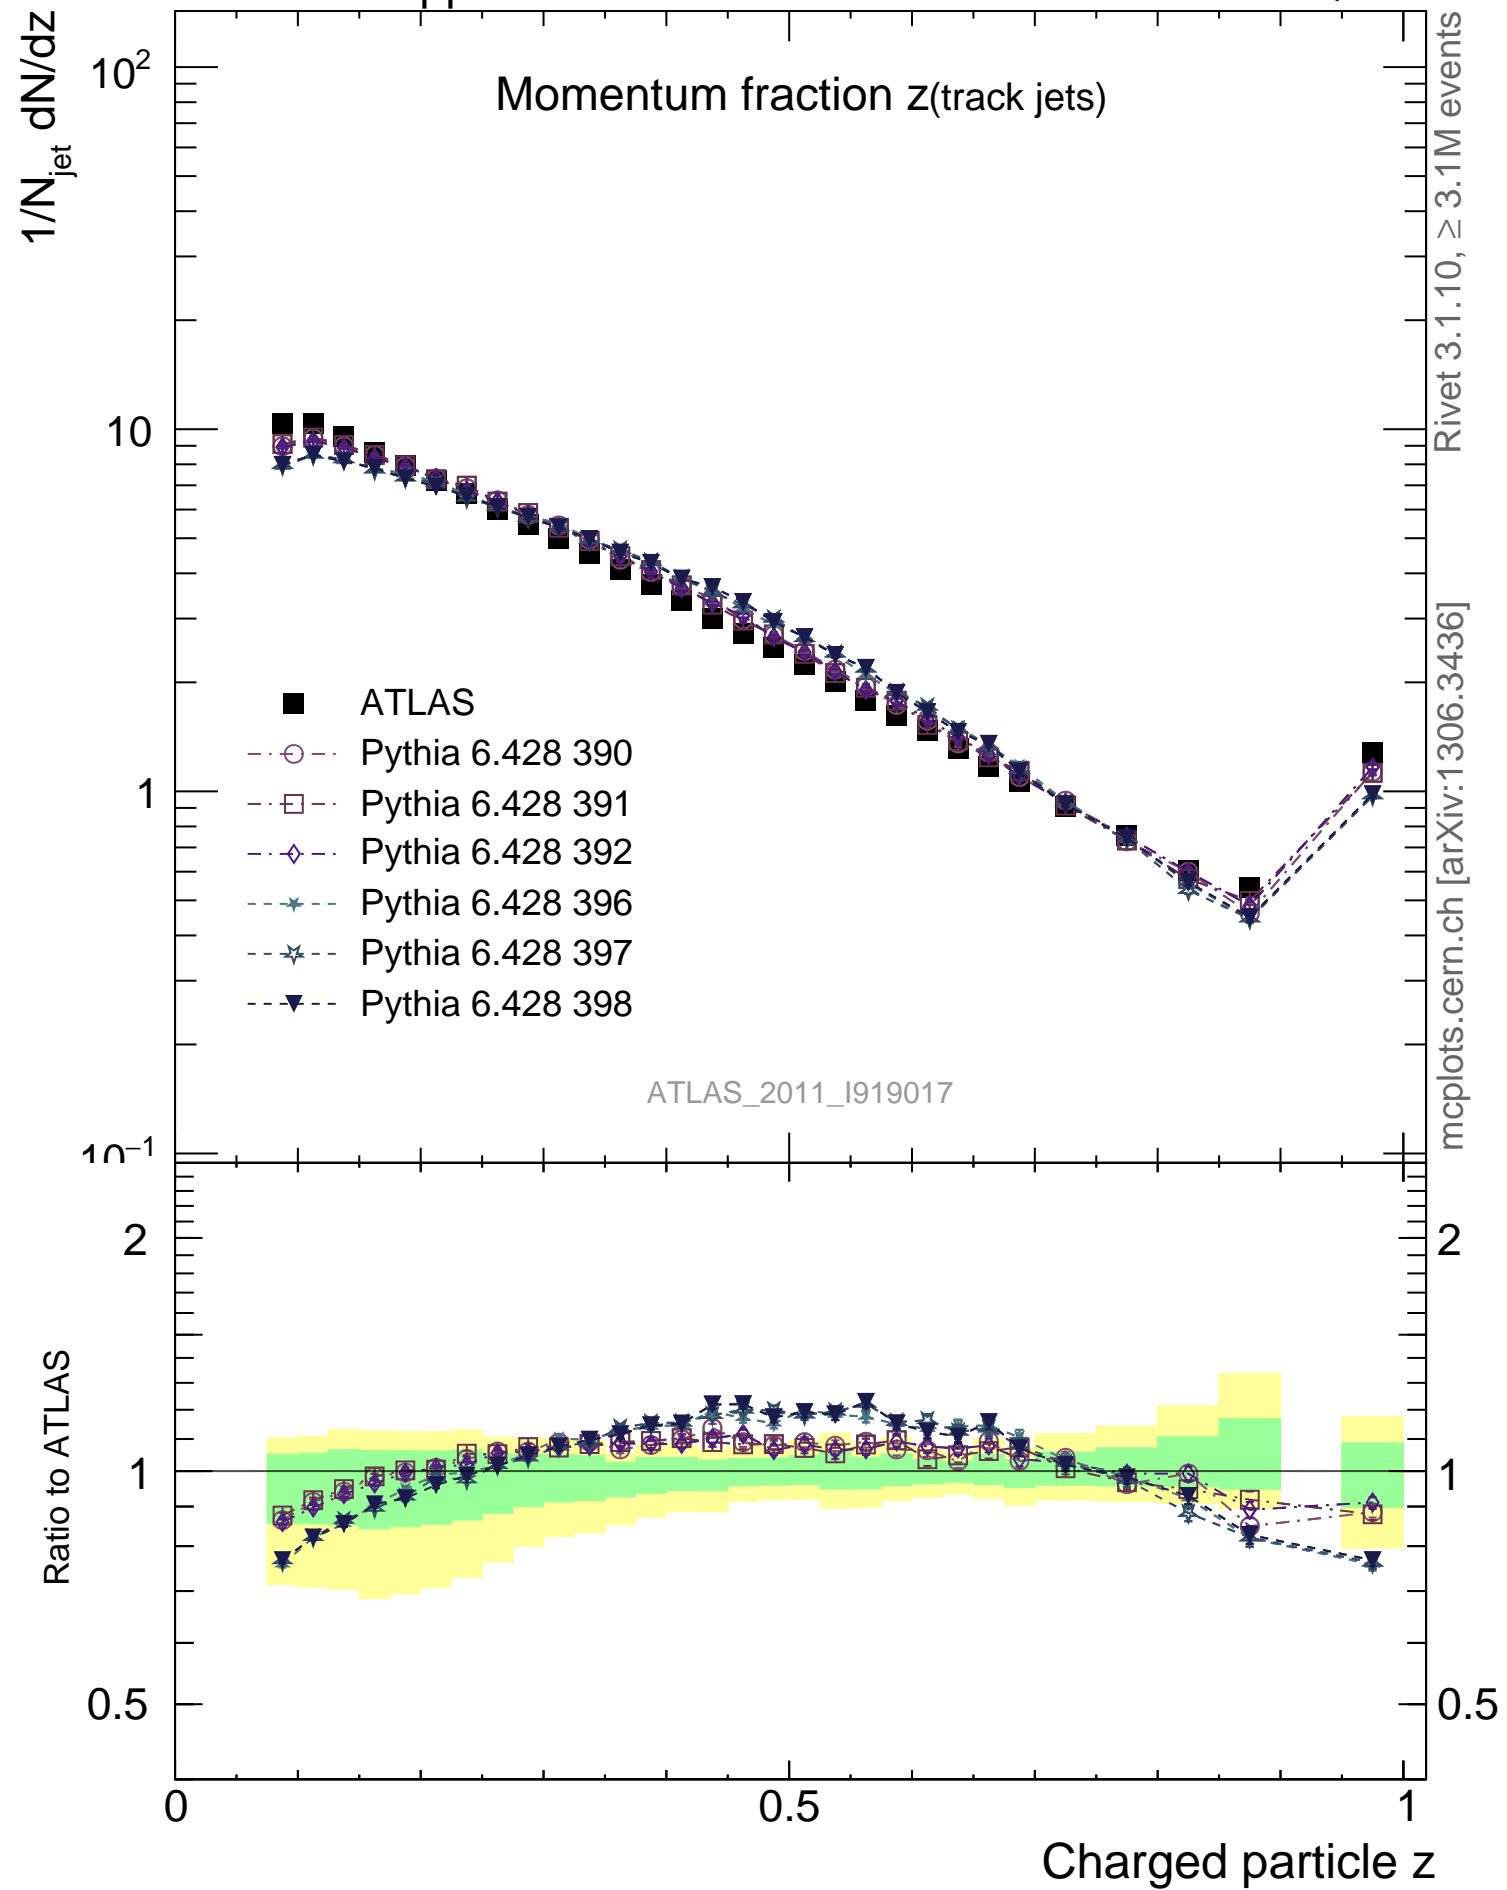 1/N_jet dN/dz
Momentum fraction z(track jets)
10²
10
1
10⁻¹
ATLAS
Pythia 6.428 390
Pythia 6.428 391
Pythia 6.428 392
Pythia 6.428 396
Pythia 6.428 397
Pythia 6.428 398
ATLAS_2011_I919017
Rivet 3.1.10, ≥ 3.1M events
mcplots.cern.ch [arXiv:1306.3436]
Ratio to ATLAS
2
1
0.5
2
1
0.5
0
0.5
1
Charged particle z